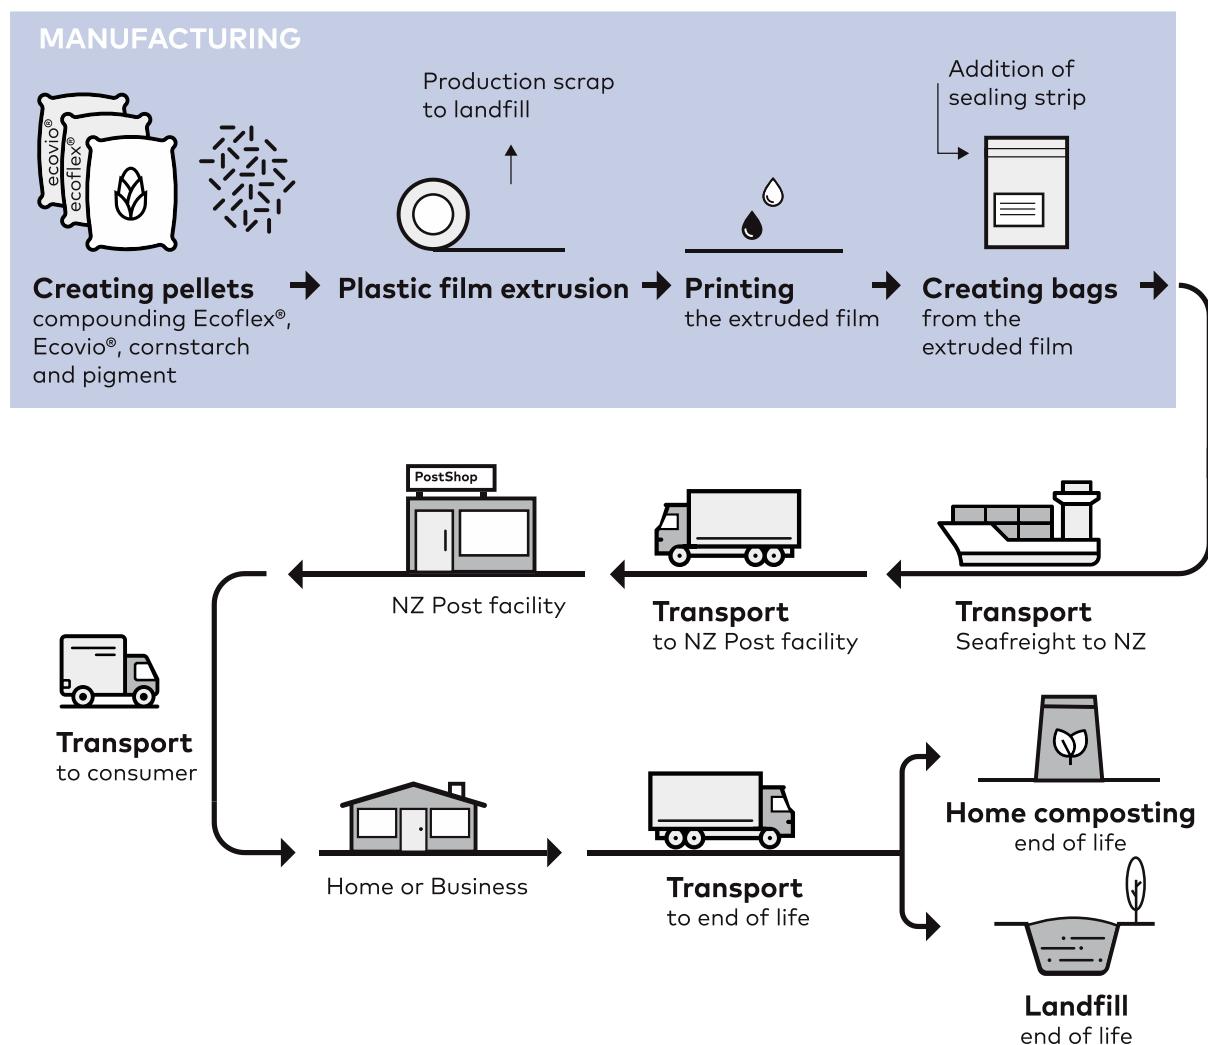 MANUFACTURING
Production scrap
to landfill
Addition of
sealing strip
ecovio®
ecoflex®
Creating pellets
compounding Ecoflex®,
Ecovio®, cornstarch
and pigment
Plastic film extrusion
Printing
the extruded film
Creating bags
from the
extruded film
PostShop
NZ Post facility
Transport
to NZ Post facility
Transport
Seafreight to NZ
Transport
to consumer
Home or Business
Transport
to end of life
Home composting
end of life
Landfill
end of life